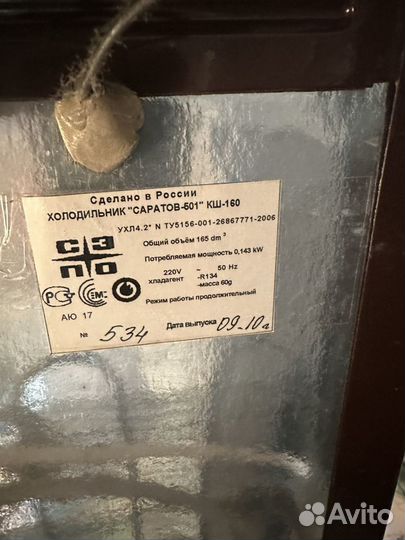 Сделано в России
ХОЛОДИЛЬНИК "САРАТОВ-501" КШ-160
УХЛ4.2* N ТУ5156-001-26867771-2006
СЭПО
Общий объём 165 dm³
Потребляемая мощность 0,143 kW
220V ~ 50 Hz
хладагент -R134
-масса 60g
Режим работы продолжительный
РСТ
АЮ 17
№ 534 Дата выпуска 09-10г
Avito